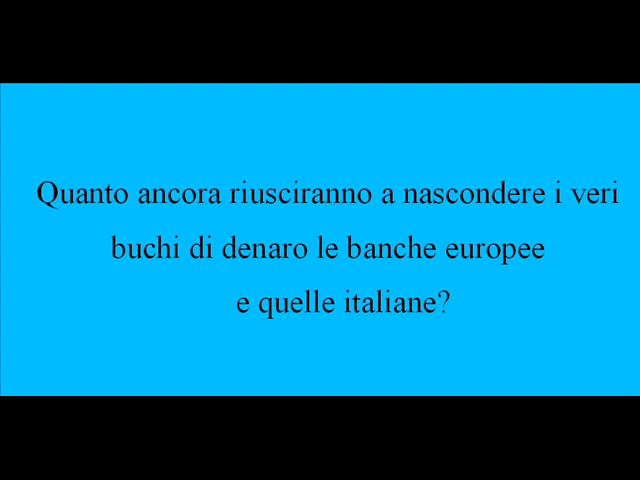 Quanto ancora riusciranno a nascondere i veri
buchi di denaro le banche europee
e quelle italiane?